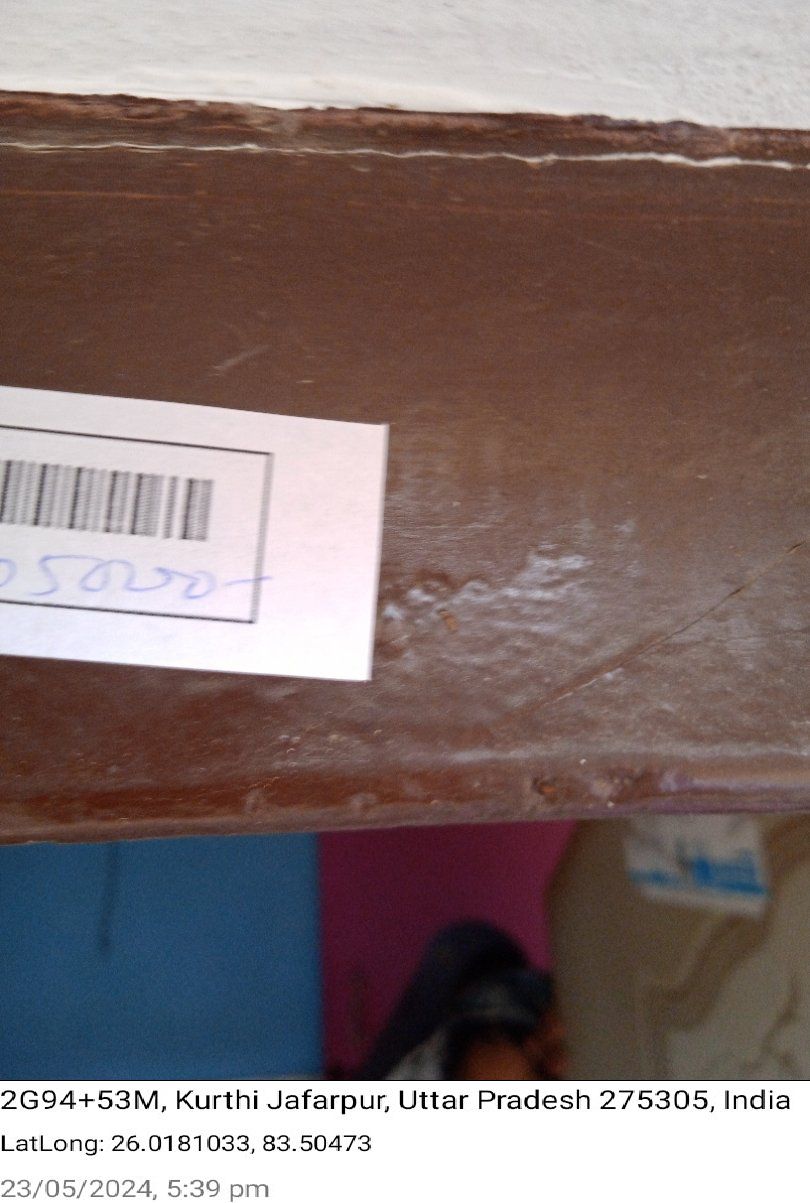 05000-
2G94+53M, Kurthi Jafarpur, Uttar Pradesh 275305, India
LatLong: 26.0181033, 83.50473
23/05/2024, 5:39 pm